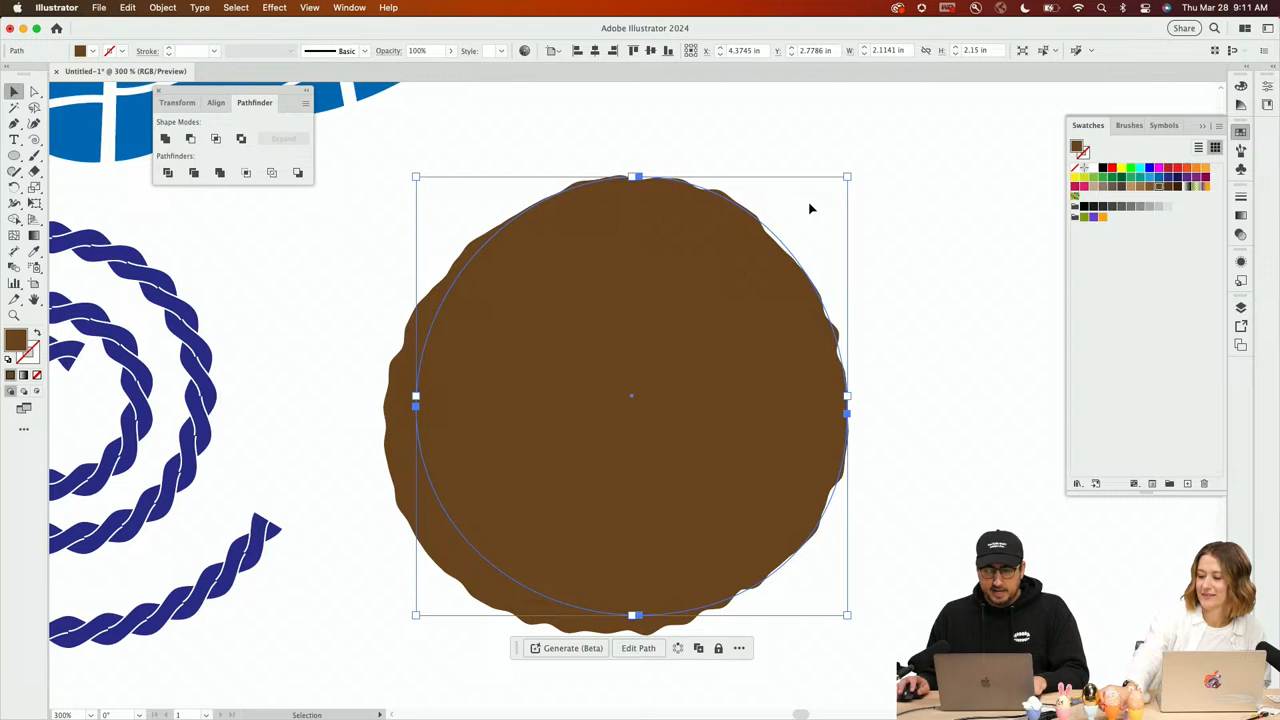 Illustrator File Edit Object Type Select Effect View Window Help
Thu Mar 28 9:11 AM
Adobe Illustrator 2024
Share
Path
Stroke:
Basic
Opacity: 100%
Style:
X: 4.3745 in
Y: 2.7786 in
W: 2.1141 in
H: 2.15 in
× Untitled-1* @ 300 % (RGB/Preview)
Transform Align Pathfinder
Shape Modes:
Expand
Pathfinders:
Swatches Brushes Symbols
Generate (Beta) Edit Path
300% 0° 1 Selection